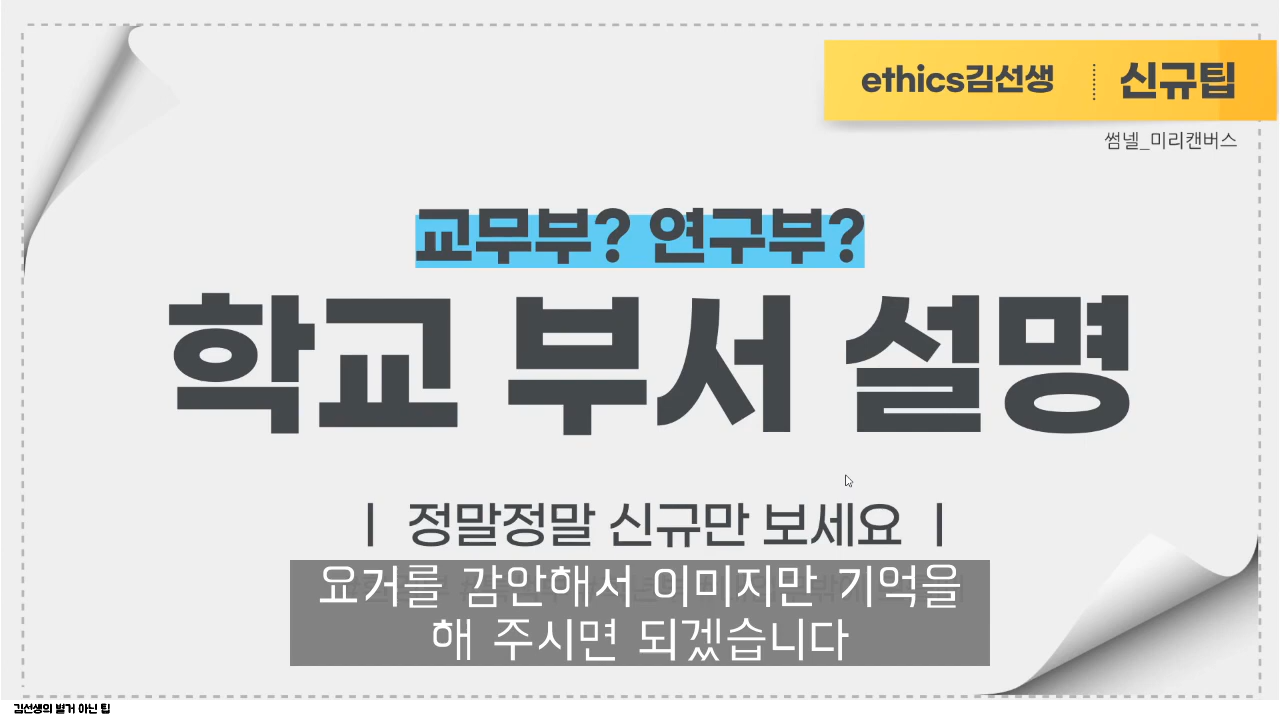 ethics김선생 신규팁
썸넬_미리캔버스
교무부? 연구부?
학교 부서 설명
| 정말정말 신규만 보세요 |
요거를 감안해서 이미지만 기억을
해 주시면 되겠습니다
김선생의 별거 아닌 팁